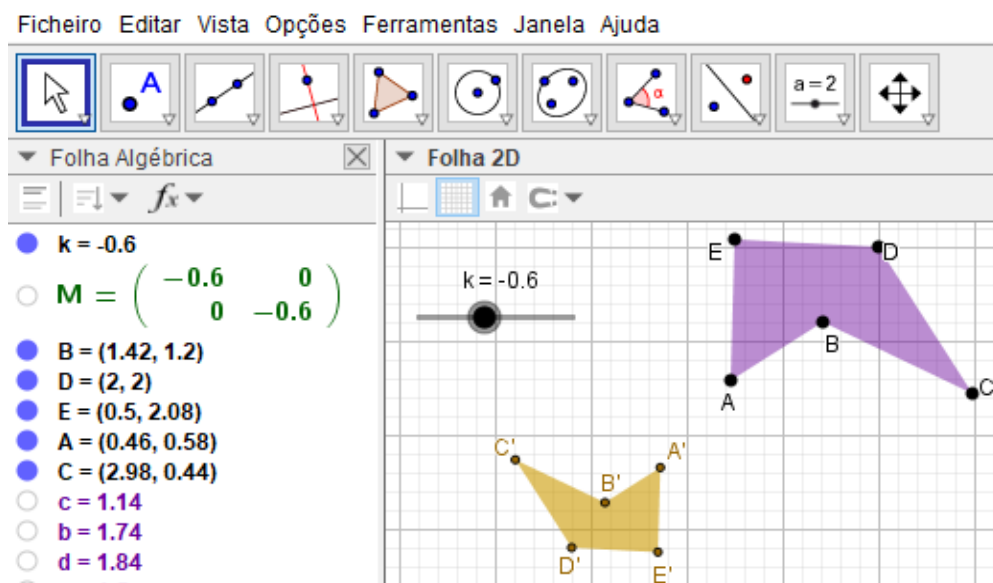 Ficheiro Editar Vista Opções Ferramentas Janela Ajuda
A
α
a = 2
Folha Algébrica
Folha 2D
fx
k = -0.6
M = ( −0.6 0
0 −0.6 )
B = (1.42, 1.2)
D = (2, 2)
E = (0.5, 2.08)
A = (0.46, 0.58)
C = (2.98, 0.44)
c = 1.14
b = 1.74
d = 1.84
k = -0.6
E
D
B
A
C
C'
A'
B'
D'
E'